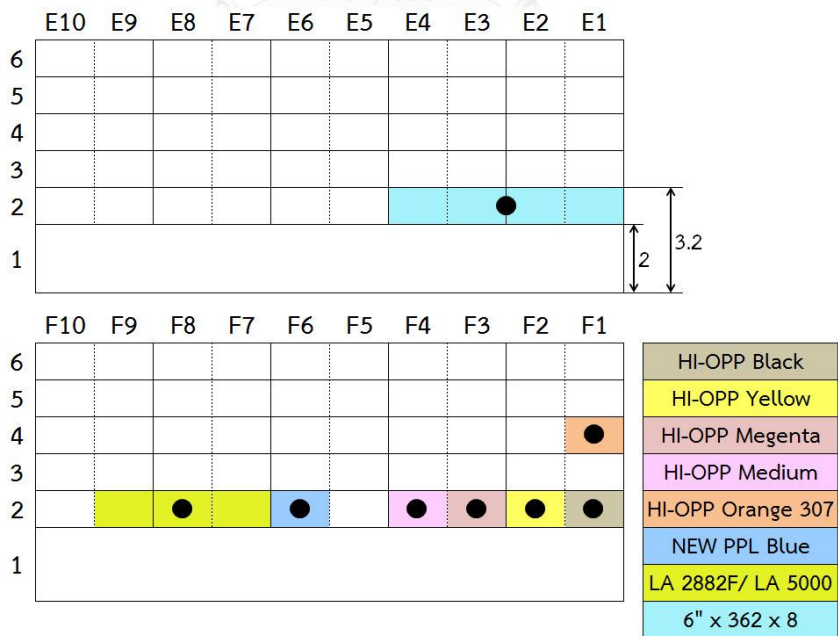 E10 E9 E8 E7 E6 E5 E4 E3 E2 E1
6
5
4
3
2
1
2
3.2
F10 F9 F8 F7 F6 F5 F4 F3 F2 F1
6
5
4
3
2
1
HI-OPP Black
HI-OPP Yellow
HI-OPP Megenta
HI-OPP Medium
HI-OPP Orange 307
NEW PPL Blue
LA 2882F/ LA 5000
6" x 362 x 8